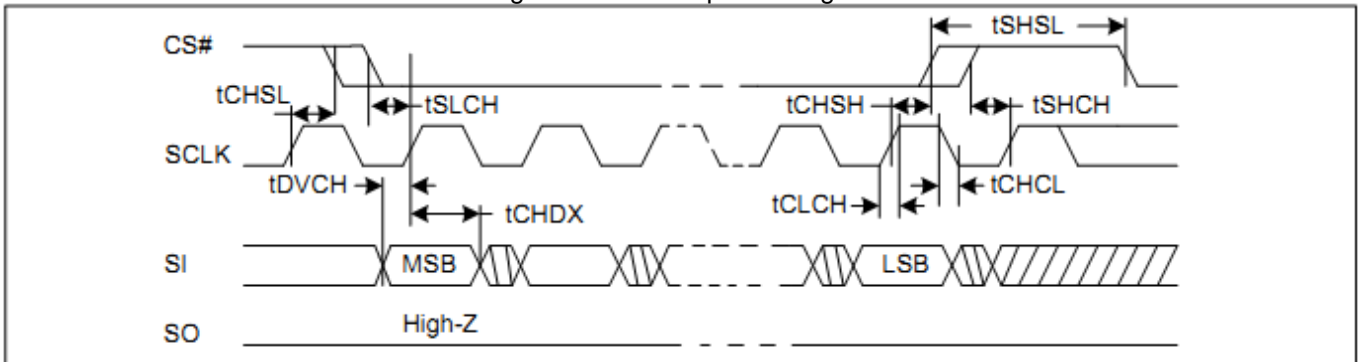 tSHSL
CS#
tCHSL
tSLCH
tCHSH
tSHCH
SCLK
tDVCH
tCHCL
tCLCH
tCHDX
SI
MSB
LSB
SO
High-Z